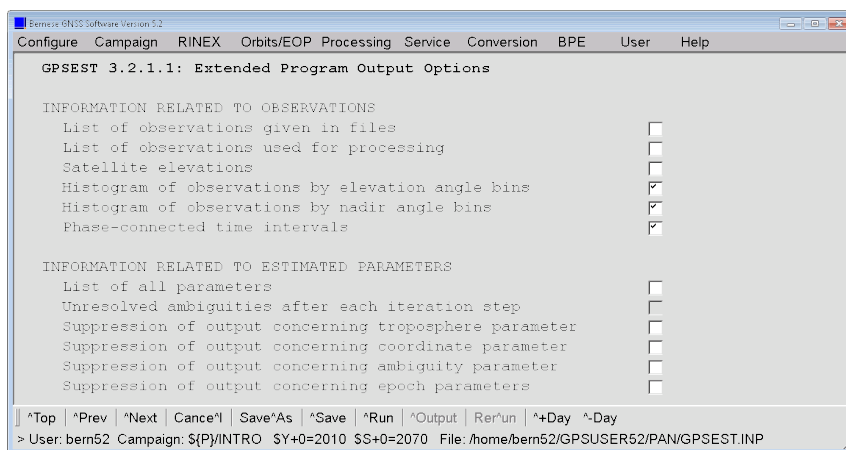 Bernese GNSS Software Version 5.2
Configure Campaign RINEX Orbits/EOP Processing Service Conversion BPE User Help
GPSEST 3.2.1.1: Extended Program Output Options
INFORMATION RELATED TO OBSERVATIONS
List of observations given in files
List of observations used for processing
Satellite elevations
Histogram of observations by elevation angle bins
Histogram of observations by nadir angle bins
Phase-connected time intervals
INFORMATION RELATED TO ESTIMATED PARAMETERS
List of all parameters
Unresolved ambiguities after each iteration step
Suppression of output concerning troposphere parameter
Suppression of output concerning coordinate parameter
Suppression of output concerning ambiguity parameter
Suppression of output concerning epoch parameters
^Top | ^Prev | ^Next | Cance^l | Save^As | ^Save | ^Run | ^Output | Rer^un | ^+Day ^-Day
> User: bern52 Campaign: ${P}/INTRO $Y+0=2010 $S+0=2070 File: /home/bern52/GPSUSER52/PAN/GPSEST.INP